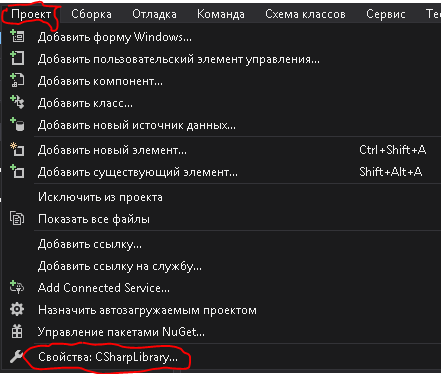 Проект Сборка Отладка Команда Схема классов Сервис
Добавить форму Windows...
Добавить пользовательский элемент управления...
Добавить компонент...
Добавить класс...
Добавить новый источник данных...
Добавить новый элемент... Ctrl+Shift+A
Добавить существующий элемент... Shift+Alt+A
Исключить из проекта
Показать все файлы
Добавить ссылку...
Добавить ссылку на службу...
Add Connected Service...
Назначить автозагружаемым проектом
Управление пакетами NuGet...
Свойства: CSharpLibrary...